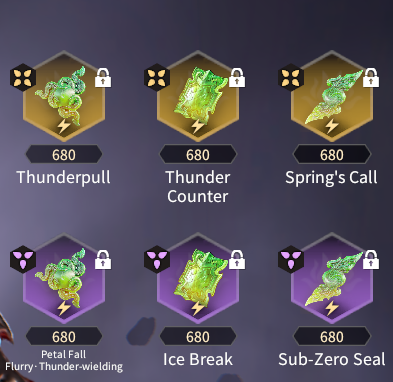 680 680 680
Thunderpull Thunder Spring's Call
Counter
680 680 680
Petal Fall
Flurry·Thunder-wielding Ice Break Sub-Zero Seal